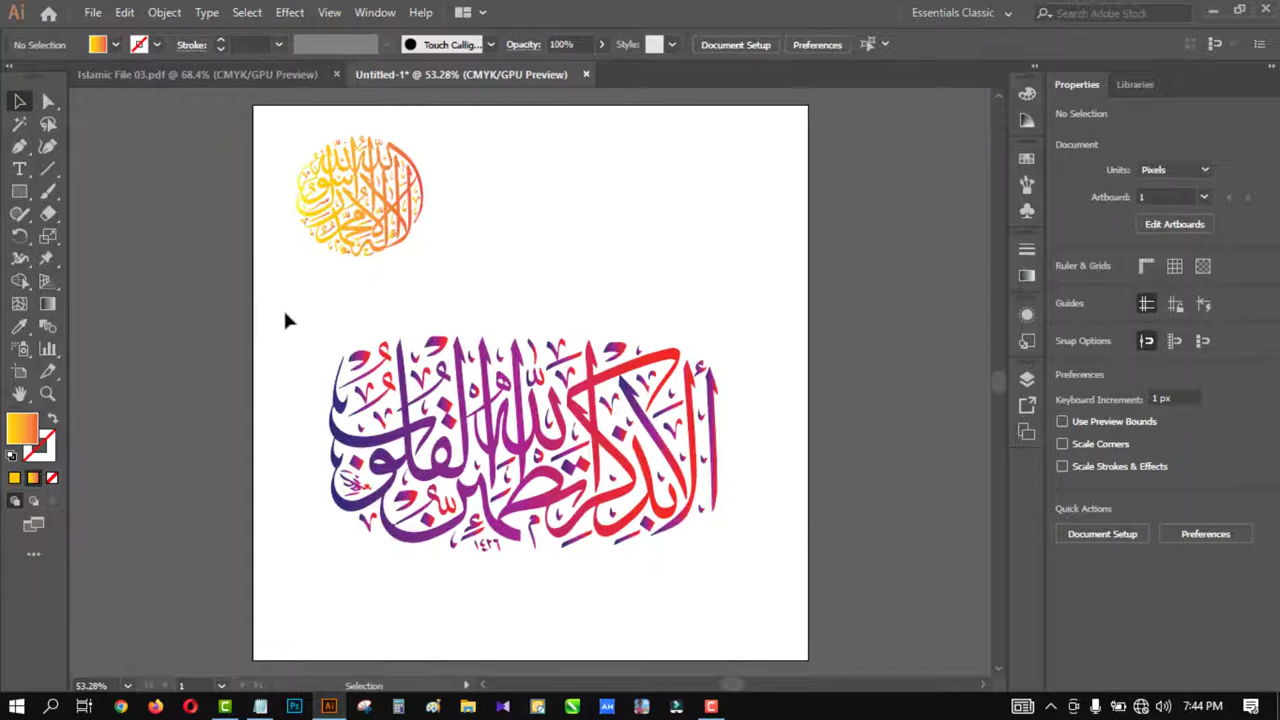 Ai File Edit Object Type Select Effect View Window Help Essentials Classic Search Adobe Stock
No Selection Stroke: Touch Callig... Opacity: 100% Style: Document Setup Preferences
Islamic File 03.pdf @ 68.4% (CMYK/GPU Preview) × Untitled-1* @ 53.28% (CMYK/GPU Preview) ×
Properties Libraries
No Selection
Document
Units: Pixels
Artboard: 1
Edit Artboards
Ruler & Grids
Guides
Snap Options
Preferences
Keyboard Increment: 1 px
Use Preview Bounds
Scale Corners
Scale Strokes & Effects
Quick Actions
Document Setup Preferences
لا إله إلا الله محمد رسول الله
ألا بذكر الله تطمئن القلوب
١٤٢٦
53.28% 1 Selection
Ps Ai AM 7:44 PM